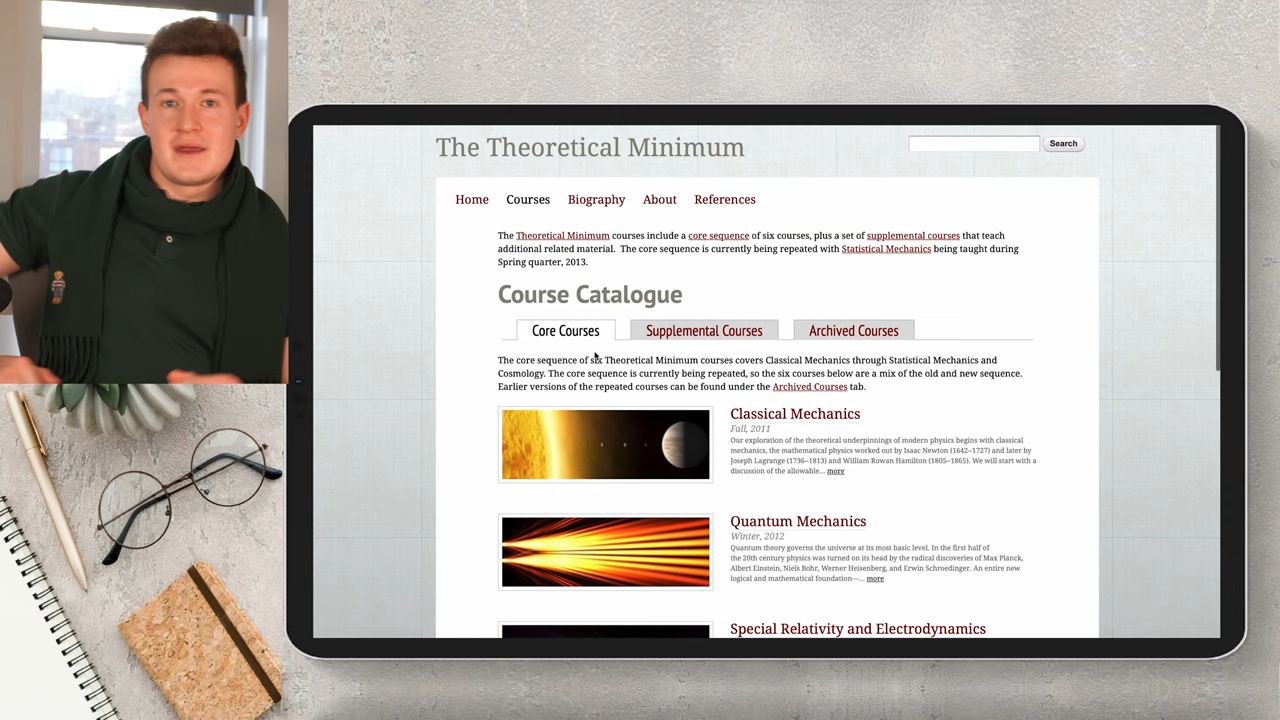 The Theoretical Minimum
Search
Home Courses Biography About References
The Theoretical Minimum courses include a core sequence of six courses, plus a set of supplemental courses that teach
additional related material. The core sequence is currently being repeated with Statistical Mechanics being taught during
Spring quarter, 2013.
Course Catalogue
Core Courses Supplemental Courses Archived Courses
The core sequence of six Theoretical Minimum courses covers Classical Mechanics through Statistical Mechanics and
Cosmology. The core sequence is currently being repeated, so the six courses below are a mix of the old and new sequence.
Earlier versions of the repeated courses can be found under the Archived Courses tab.
Classical Mechanics
Fall, 2011
Our exploration of the theoretical underpinnings of modern physics begins with classical
mechanics, the mathematical physics worked out by Isaac Newton (1642–1727) and later by
Joseph Lagrange (1736–1813) and William Rowan Hamilton (1805–1865). We will start with a
discussion of the allowable... more
Quantum Mechanics
Winter, 2012
Quantum theory governs the universe at its most basic level. In the first half of
the 20th century physics was turned on its head by the radical discoveries of Max Planck,
Albert Einstein, Niels Bohr, Werner Heisenberg, and Erwin Schroedinger. An entire new
logical and mathematical foundation—... more
Special Relativity and Electrodynamics